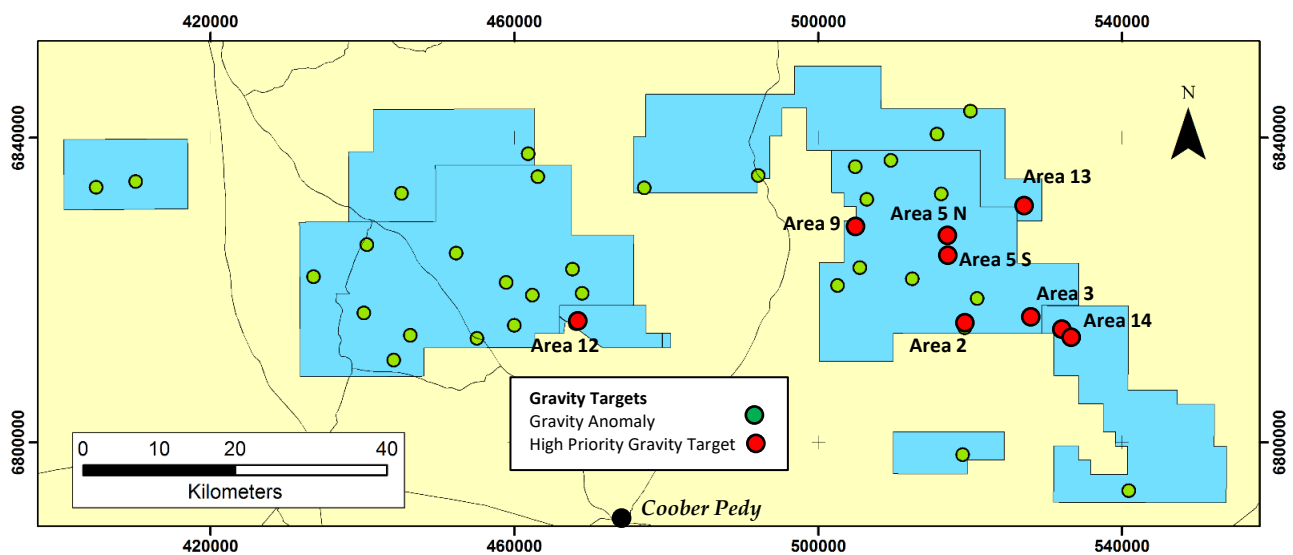 420000 460000 500000 540000
N
6840000 6840000
Area 13
Area 9
Area 5 N
Area 5 S
Area 3
Area 14
Area 12
Area 2
Gravity Targets
Gravity Anomaly
High Priority Gravity Target
6800000 6800000
0 10 20 40
Kilometers
Coober Pedy
420000 460000 500000 540000